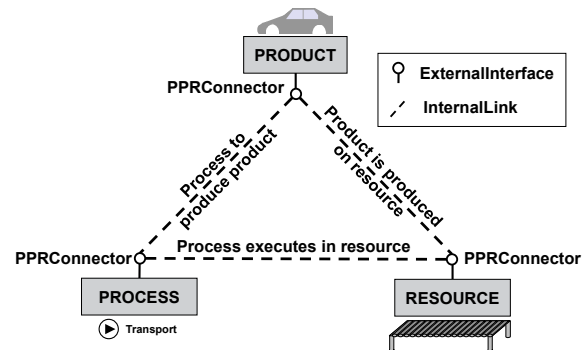 PRODUCT
PPRConnector
ExternalInterface
InternalLink
Process to
produce product
Product is produced
on resource
Process executes in resource
PPRConnector
PPRConnector
PROCESS
RESOURCE
Transport